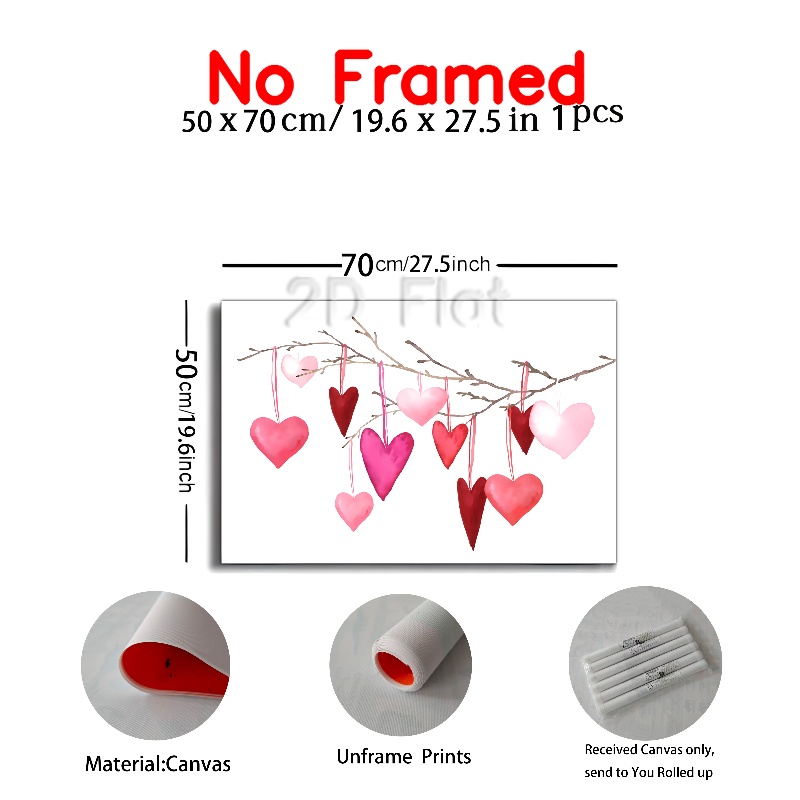 No Framed
50 x 70 cm/ 19.6 x 27.5 in 1pcs
70cm/27.5inch
2D Flat
50cm/19.6inch
Material:Canvas
Unframe Prints
Received Canvas only,
send to You Rolled up